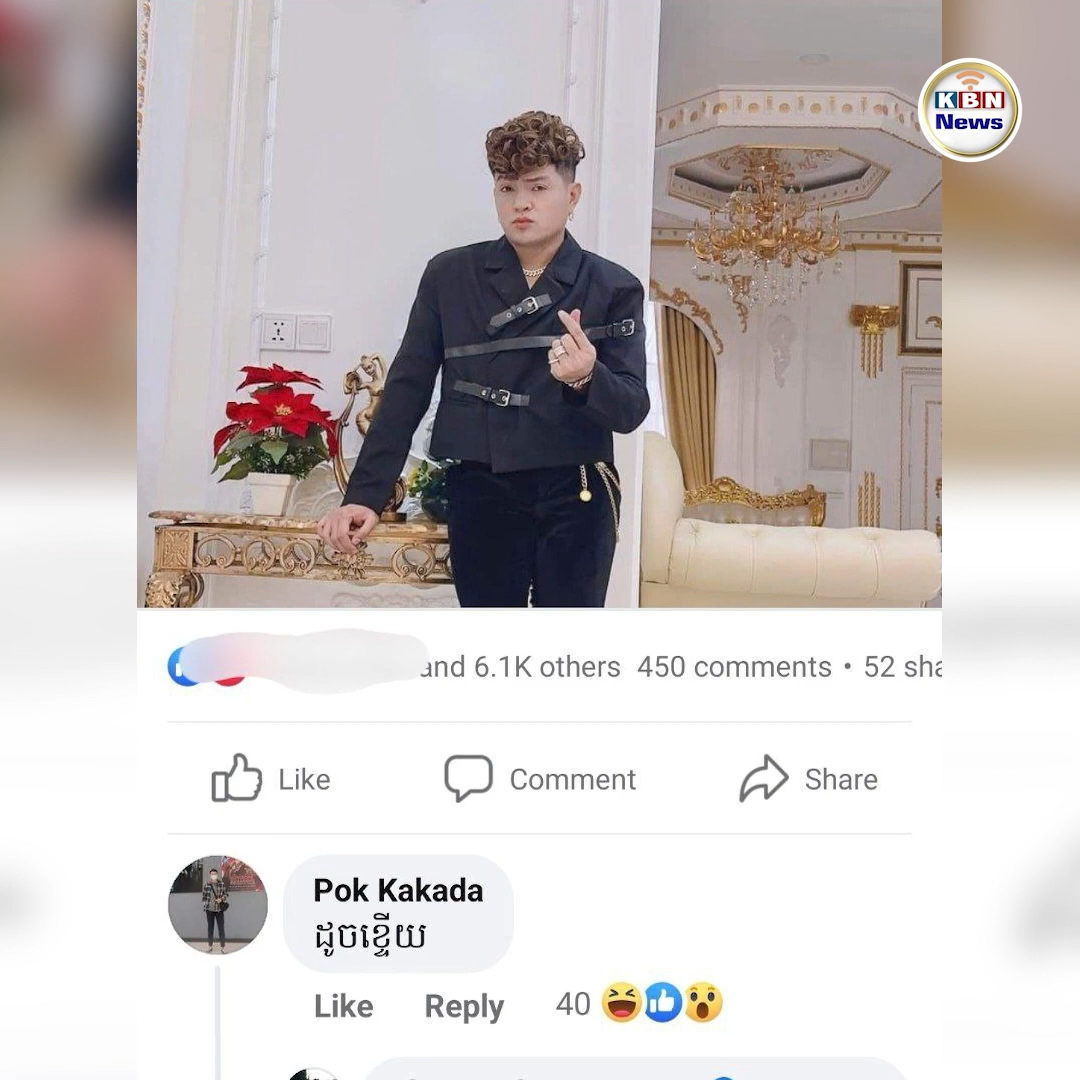 KBN
News
and 6.1K others 450 comments • 52 sha
Like Comment Share
Pok Kakada
ដូចខ្ទើយ
Like Reply 40